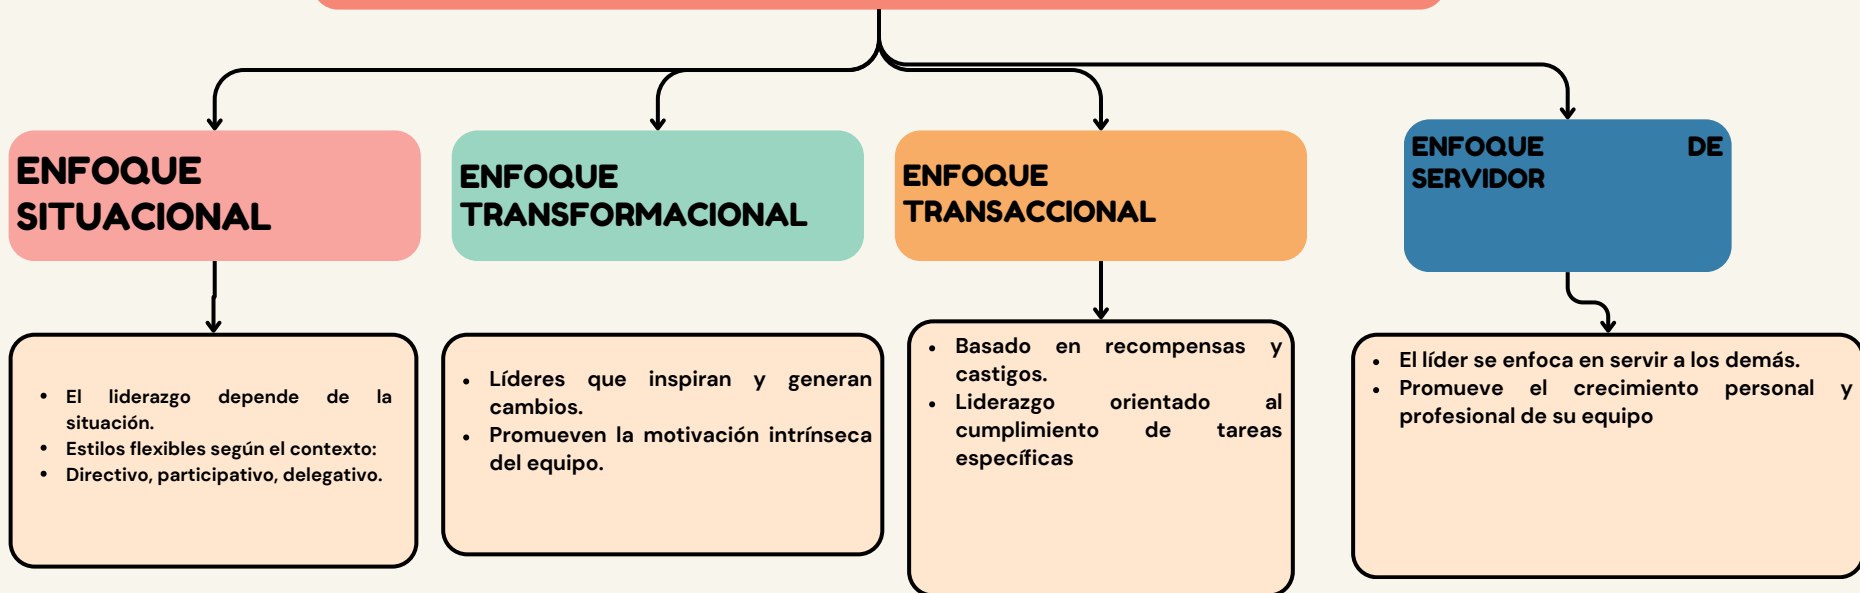 ENFOQUE
SITUACIONAL
ENFOQUE
TRANSFORMACIONAL
ENFOQUE
TRANSACCIONAL
ENFOQUE DE
SERVIDOR
• El liderazgo depende de la
situación.
• Estilos flexibles según el contexto:
• Directivo, participativo, delegativo.
• Líderes que inspiran y generan
cambios.
• Promueven la motivación intrínseca
del equipo.
• Basado en recompensas y
castigos.
• Liderazgo orientado al
cumplimiento de tareas
específicas
• El líder se enfoca en servir a los demás.
• Promueve el crecimiento personal y
profesional de su equipo